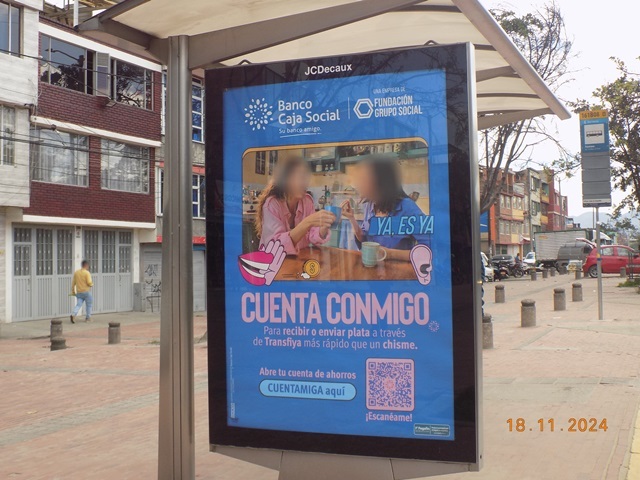 JCDecaux
Banco
Caja Social
Su banco amigo.
UNA EMPRESA DE
FUNDACIÓN
GRUPO SOCIAL
YA, ES YA
CUENTA CONMIGO
Para recibir o enviar plata a través
de Transfiya más rápido que un chisme.
Abre tu cuenta de ahorros
CUENTAMIGA aquí
¡Escanéame!
18.11.2024